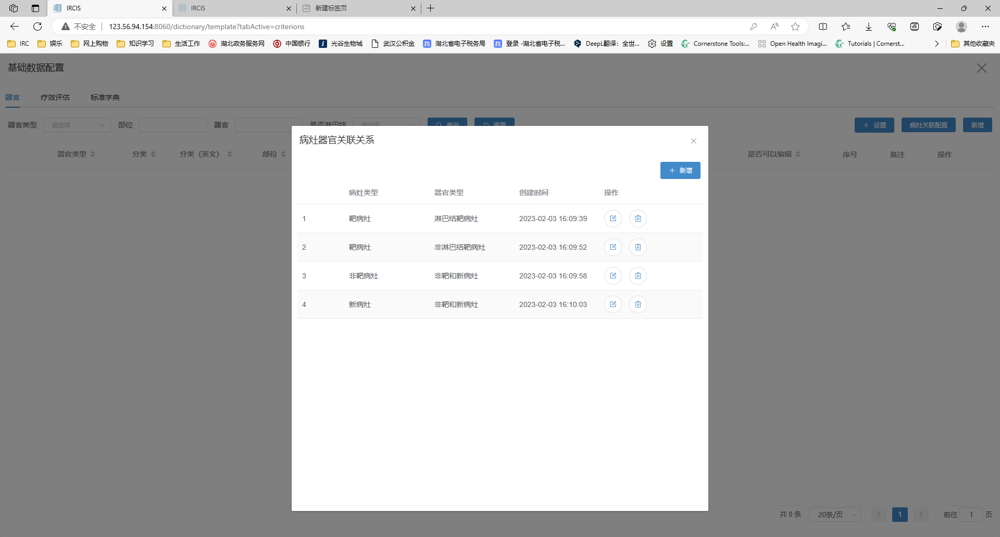 IRCIS
IRCIS
新建标签页
不安全
123.56.94.154:8060/dictionary/template?tabActive=criterions
IRC
娱乐
网上购物
知识学习
生活工作
湖北政务服务网
中国银行
光谷生物城
武汉公积金
湖北省电子税务局
登录 -湖北省电子税...
DeepL翻译：全世...
设置
Cornerstone Tools:...
Open Health Imagi...
Tutorials | Cornerst...
其他收藏夹
基础数据配置
器官
疗效评估
标准字典
器官类型
请选择
部位
器官
是否淋巴结
请选择
查询
重置
设置
病灶关联配置
新增
器官类型
分类
分类（英文）
部位
是否可以编辑
序号
备注
操作
病灶器官关联关系
新增
病灶类型 器官类型 创建时间 操作
1 靶病灶 淋巴结靶病灶 2023-02-03 16:09:39
2 靶病灶 非淋巴结靶病灶 2023-02-03 16:09:52
3 非靶病灶 非靶和新病灶 2023-02-03 16:09:58
4 新病灶 非靶和新病灶 2023-02-03 16:10:03
共 0 条
20条/页
1
前往 1 页